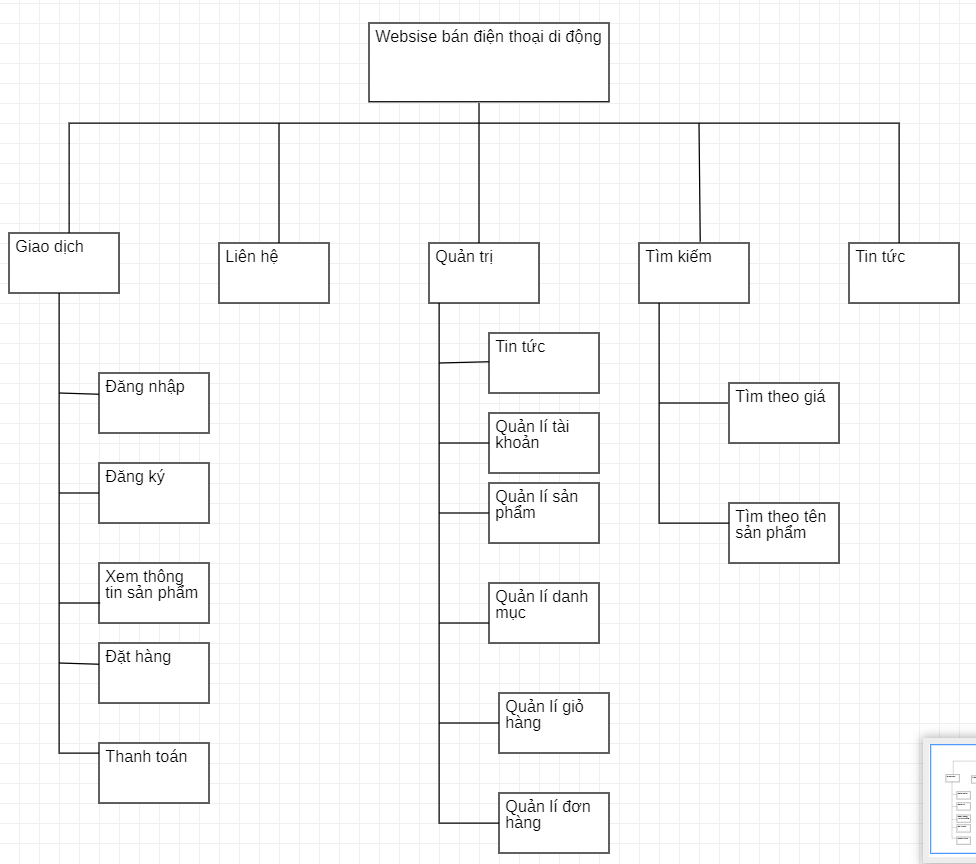 Websise bán điện thoại di động
Giao dịch
Liên hệ
Quản trị
Tìm kiếm
Tin tức
Đăng nhập
Đăng ký
Xem thông
tin sản phẩm
Đặt hàng
Thanh toán
Tin tức
Quản lí tài
khoản
Quản lí sản
phẩm
Quản lí danh
mục
Quản lí giỏ
hàng
Quản lí đơn
hàng
Tìm theo giá
Tìm theo tên
sản phẩm